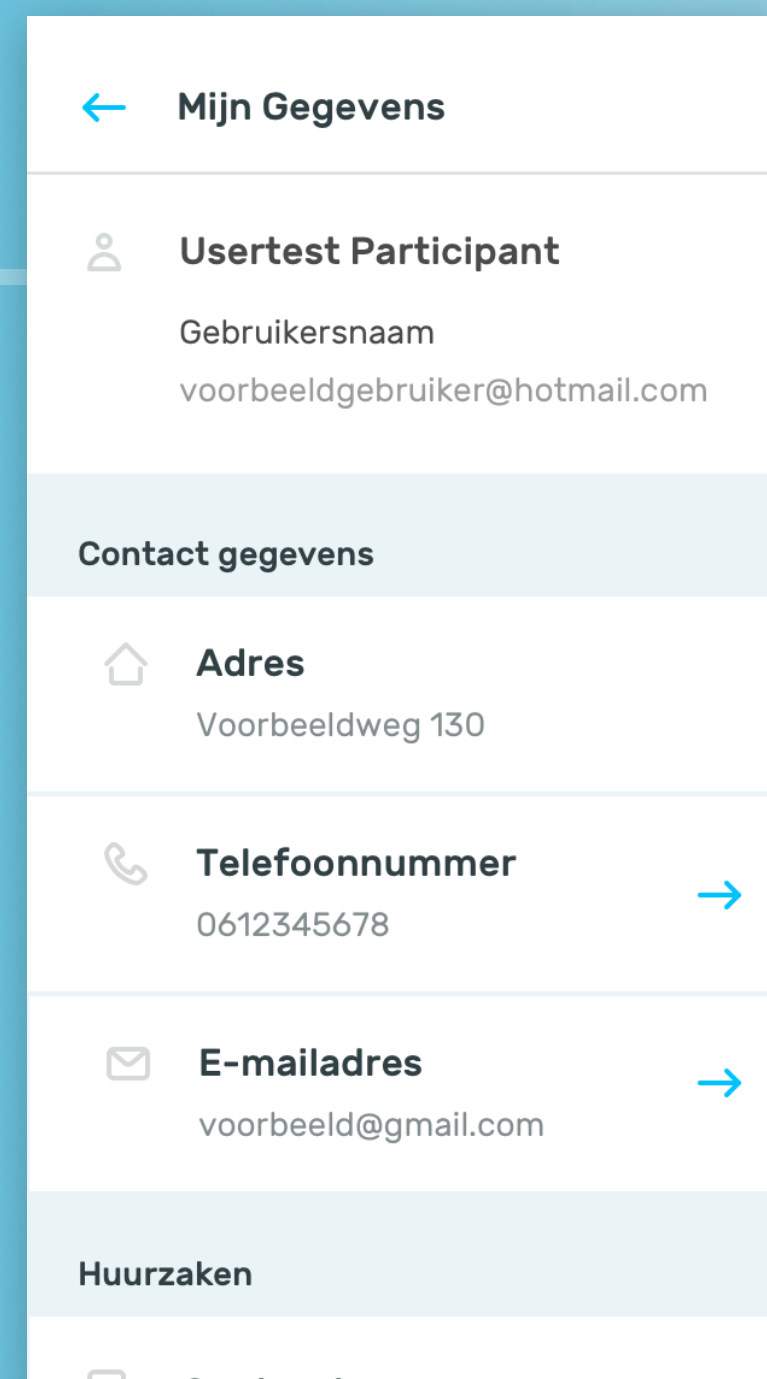 Mijn Gegevens
Usertest Participant
Gebruikersnaam
voorbeeldgebruiker@hotmail.com
Contact gegevens
Adres
Voorbeeldweg 130
Telefoonnummer
0612345678
E-mailadres
voorbeeld@gmail.com
Huurzaken